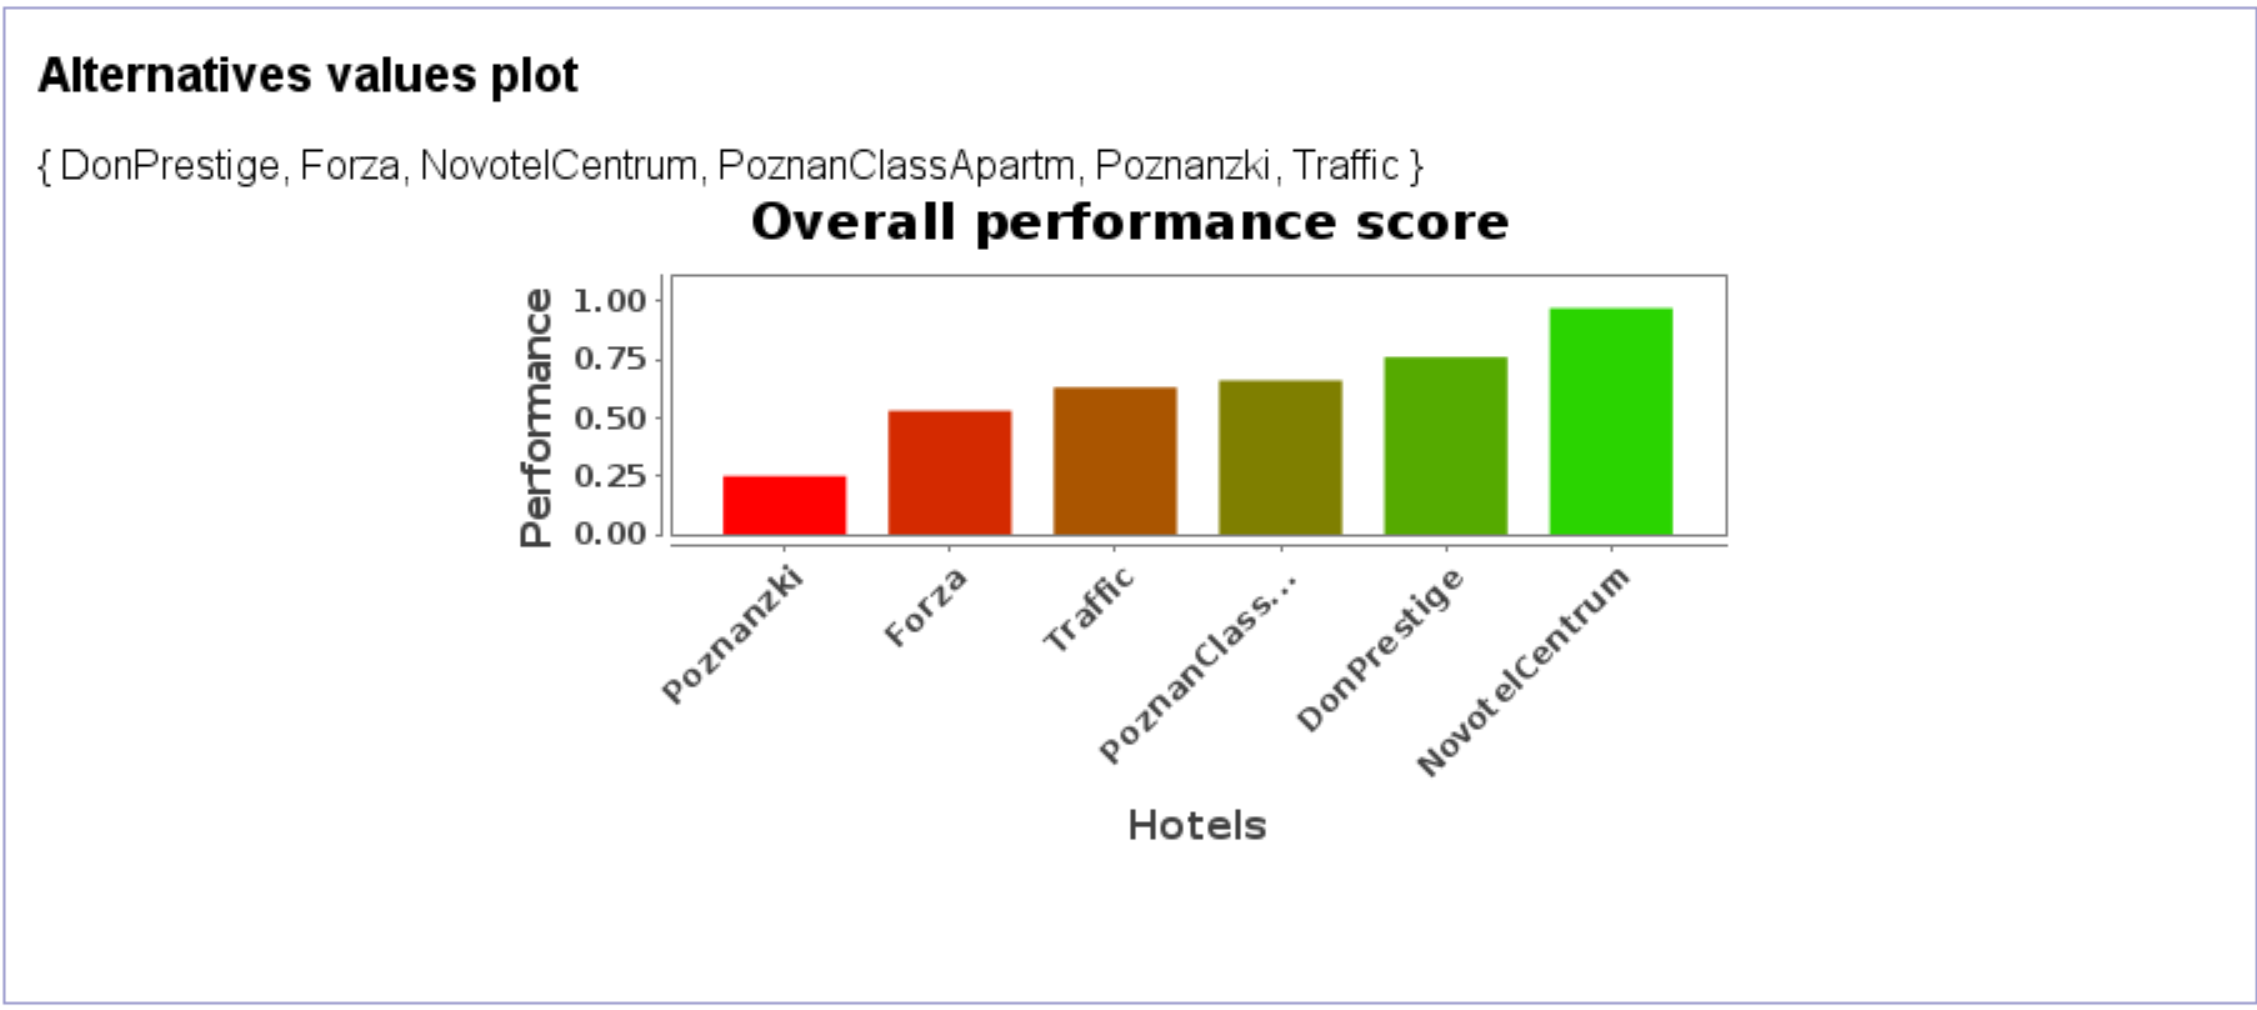 Alternatives values plot
{ DonPrestige, Forza, NovotelCentrum, PoznanClassApartm, Poznanzki, Traffic }
Overall performance score
Performance
1.00
0.75
0.50
0.25
0.00
Poznanzki
Forza
Traffic
PoznanClass...
DonPrestige
NovotelCentrum
Hotels